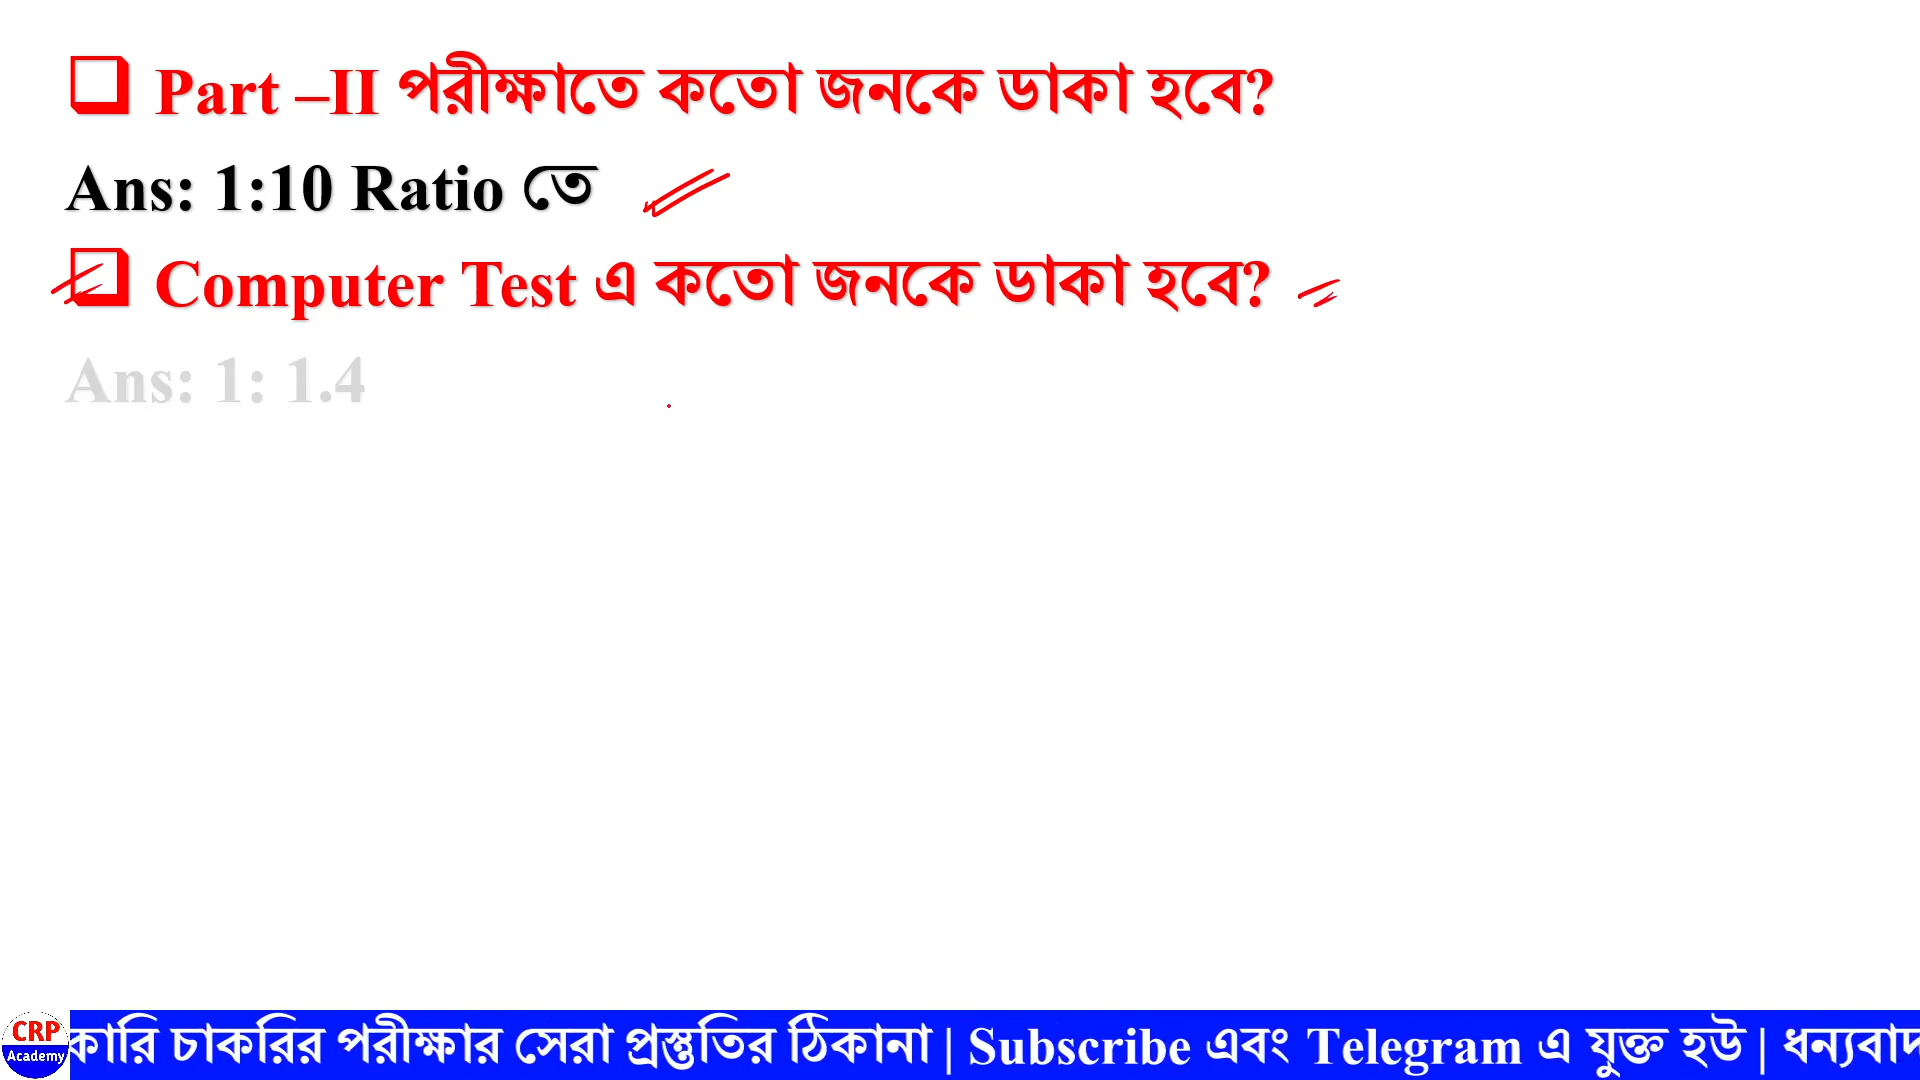 Part –II পরীক্ষাতে কতো জনকে ডাকা হবে?
Ans: 1:10 Ratio তে
Computer Test এ কতো জনকে ডাকা হবে?
Ans: 1: 1.4
CRP
Academy
কারি চাকরির পরীক্ষার সেরা প্রস্তুতির ঠিকানা | Subscribe এবং Telegram এ যুক্ত হউ | ধন্যবাদ